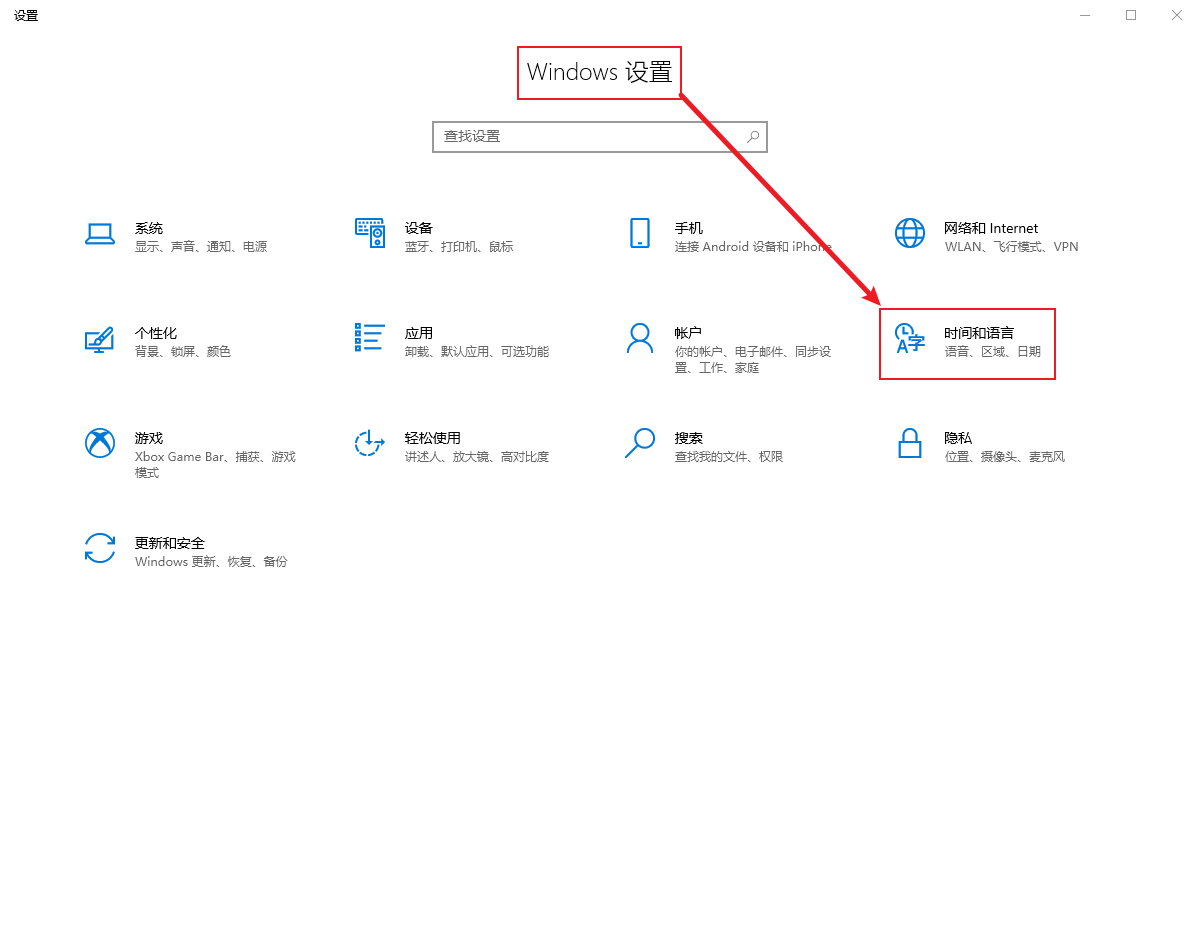 设置
Windows 设置
查找设置
系统
显示、声音、通知、电源
设备
蓝牙、打印机、鼠标
手机
连接 Android 设备和 iPhone
网络和 Internet
WLAN、飞行模式、VPN
个性化
背景、锁屏、颜色
应用
卸载、默认应用、可选功能
帐户
你的帐户、电子邮件、同步设
置、工作、家庭
时间和语言
语音、区域、日期
游戏
Xbox Game Bar、捕获、游戏
模式
轻松使用
讲述人、放大镜、高对比度
搜索
查找我的文件、权限
隐私
位置、摄像头、麦克风
更新和安全
Windows 更新、恢复、备份